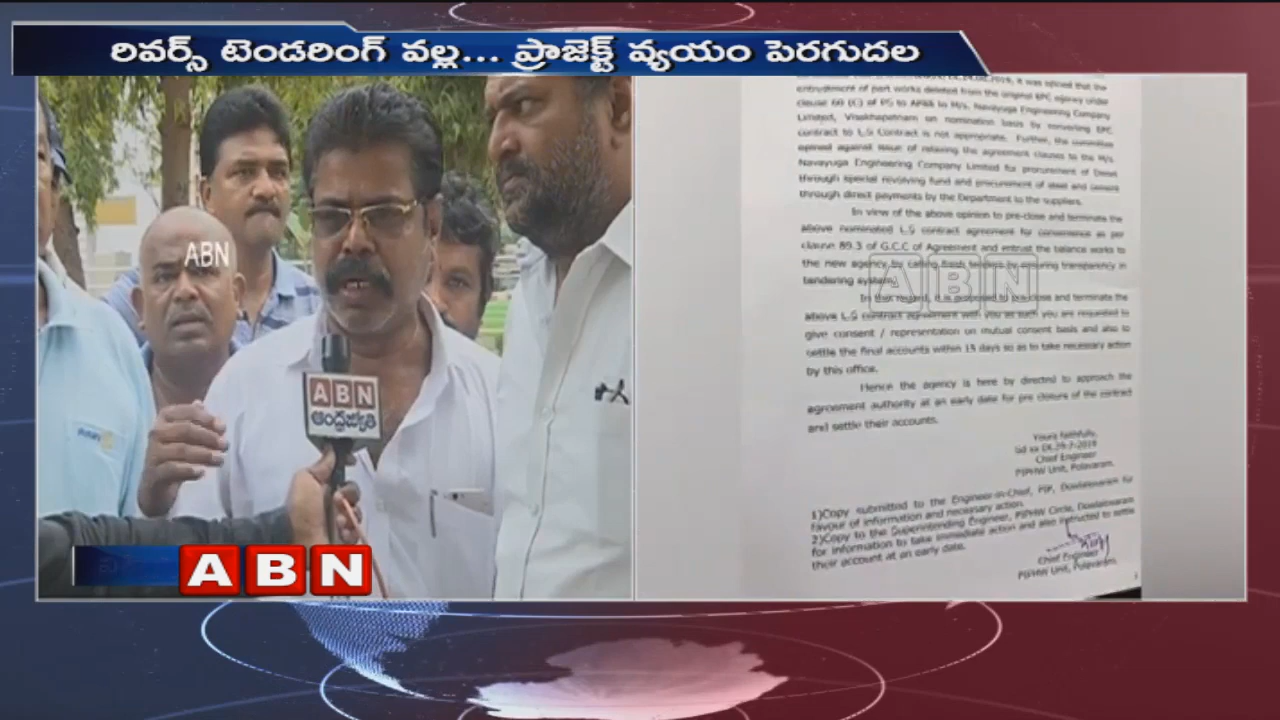 రివర్స్ టెండరింగ్ వల్ల... ప్రాజెక్ట్ వ్యయం పెరగుదల
entrustment of part works deleted from the original EPC agency under
clause 60 (C) of PS to AP&B to M/s. Navayuga Engineering Company
Limited, Visakhapatnam on nomination basis by converting EPC
contract to L.S Contract is not appropriate. Further, the committee
opined against issue of relaxing the agreement clauses to the M/s
Navayuga Engineering Company Limited for procurement of Diesel
through special revolving fund and procurement of steel and cement
through direct payments by the Department to the suppliers.
In view of the above opinion to pre-close and terminate the
above nominated L.S contract agreement for convenience as per
clause 89.3 of G.C.C of Agreement and entrust the balance works to
the new agency by calling fresh tenders by ensuring transparency in
tendering system.
In this regard, it is proposed to pre close and terminate the
above L.S contract agreement with you as such you are requested to
give consent / representation on mutual consent basis and also to
settle the final accounts within 15 days so as to take necessary action
by this office.
Hence the agency is here by directed to approach the
agreement authority at an early date for pre closure of the contract
and settle their accounts.
Yours faithfully,
Sd xx Dt.29-7-2019
Chief Engineer
PIPHW Unit, Polavaram.
1)Copy submitted to the Engineer-in-Chief, PIP, Dowlaiswaram for
favour of information and necessary action.
2)Copy to the Superintending Engineer, PIPHW Circle, Dowlaiswaram
for information to take immediate action and also instructed to settle
their account at an early date.
Chief Engineer
PIPHW Unit, Polavaram.
ABN
ABN
ABN
ఆంధ్రజ్యోతి
ABN